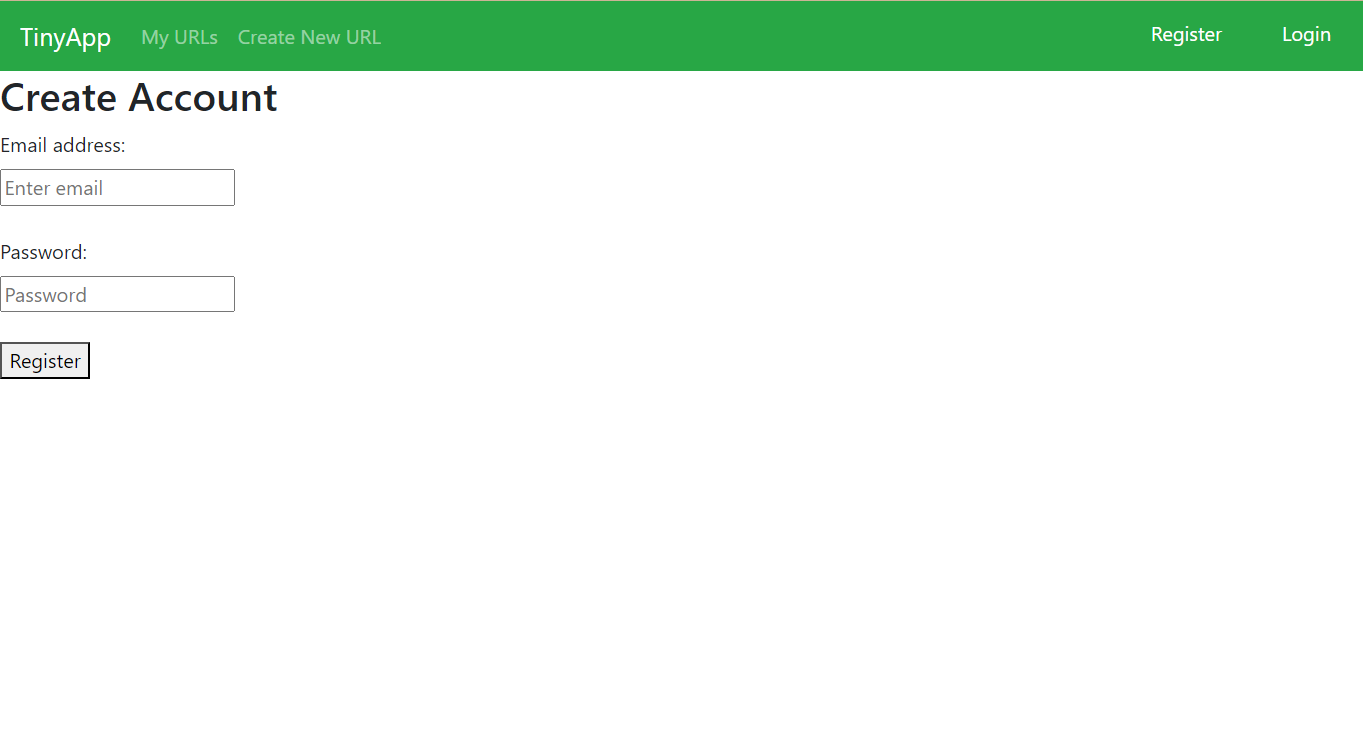 TinyApp My URLs Create New URL Register Login
Create Account
Email address:
Enter email
Password:
Password
Register